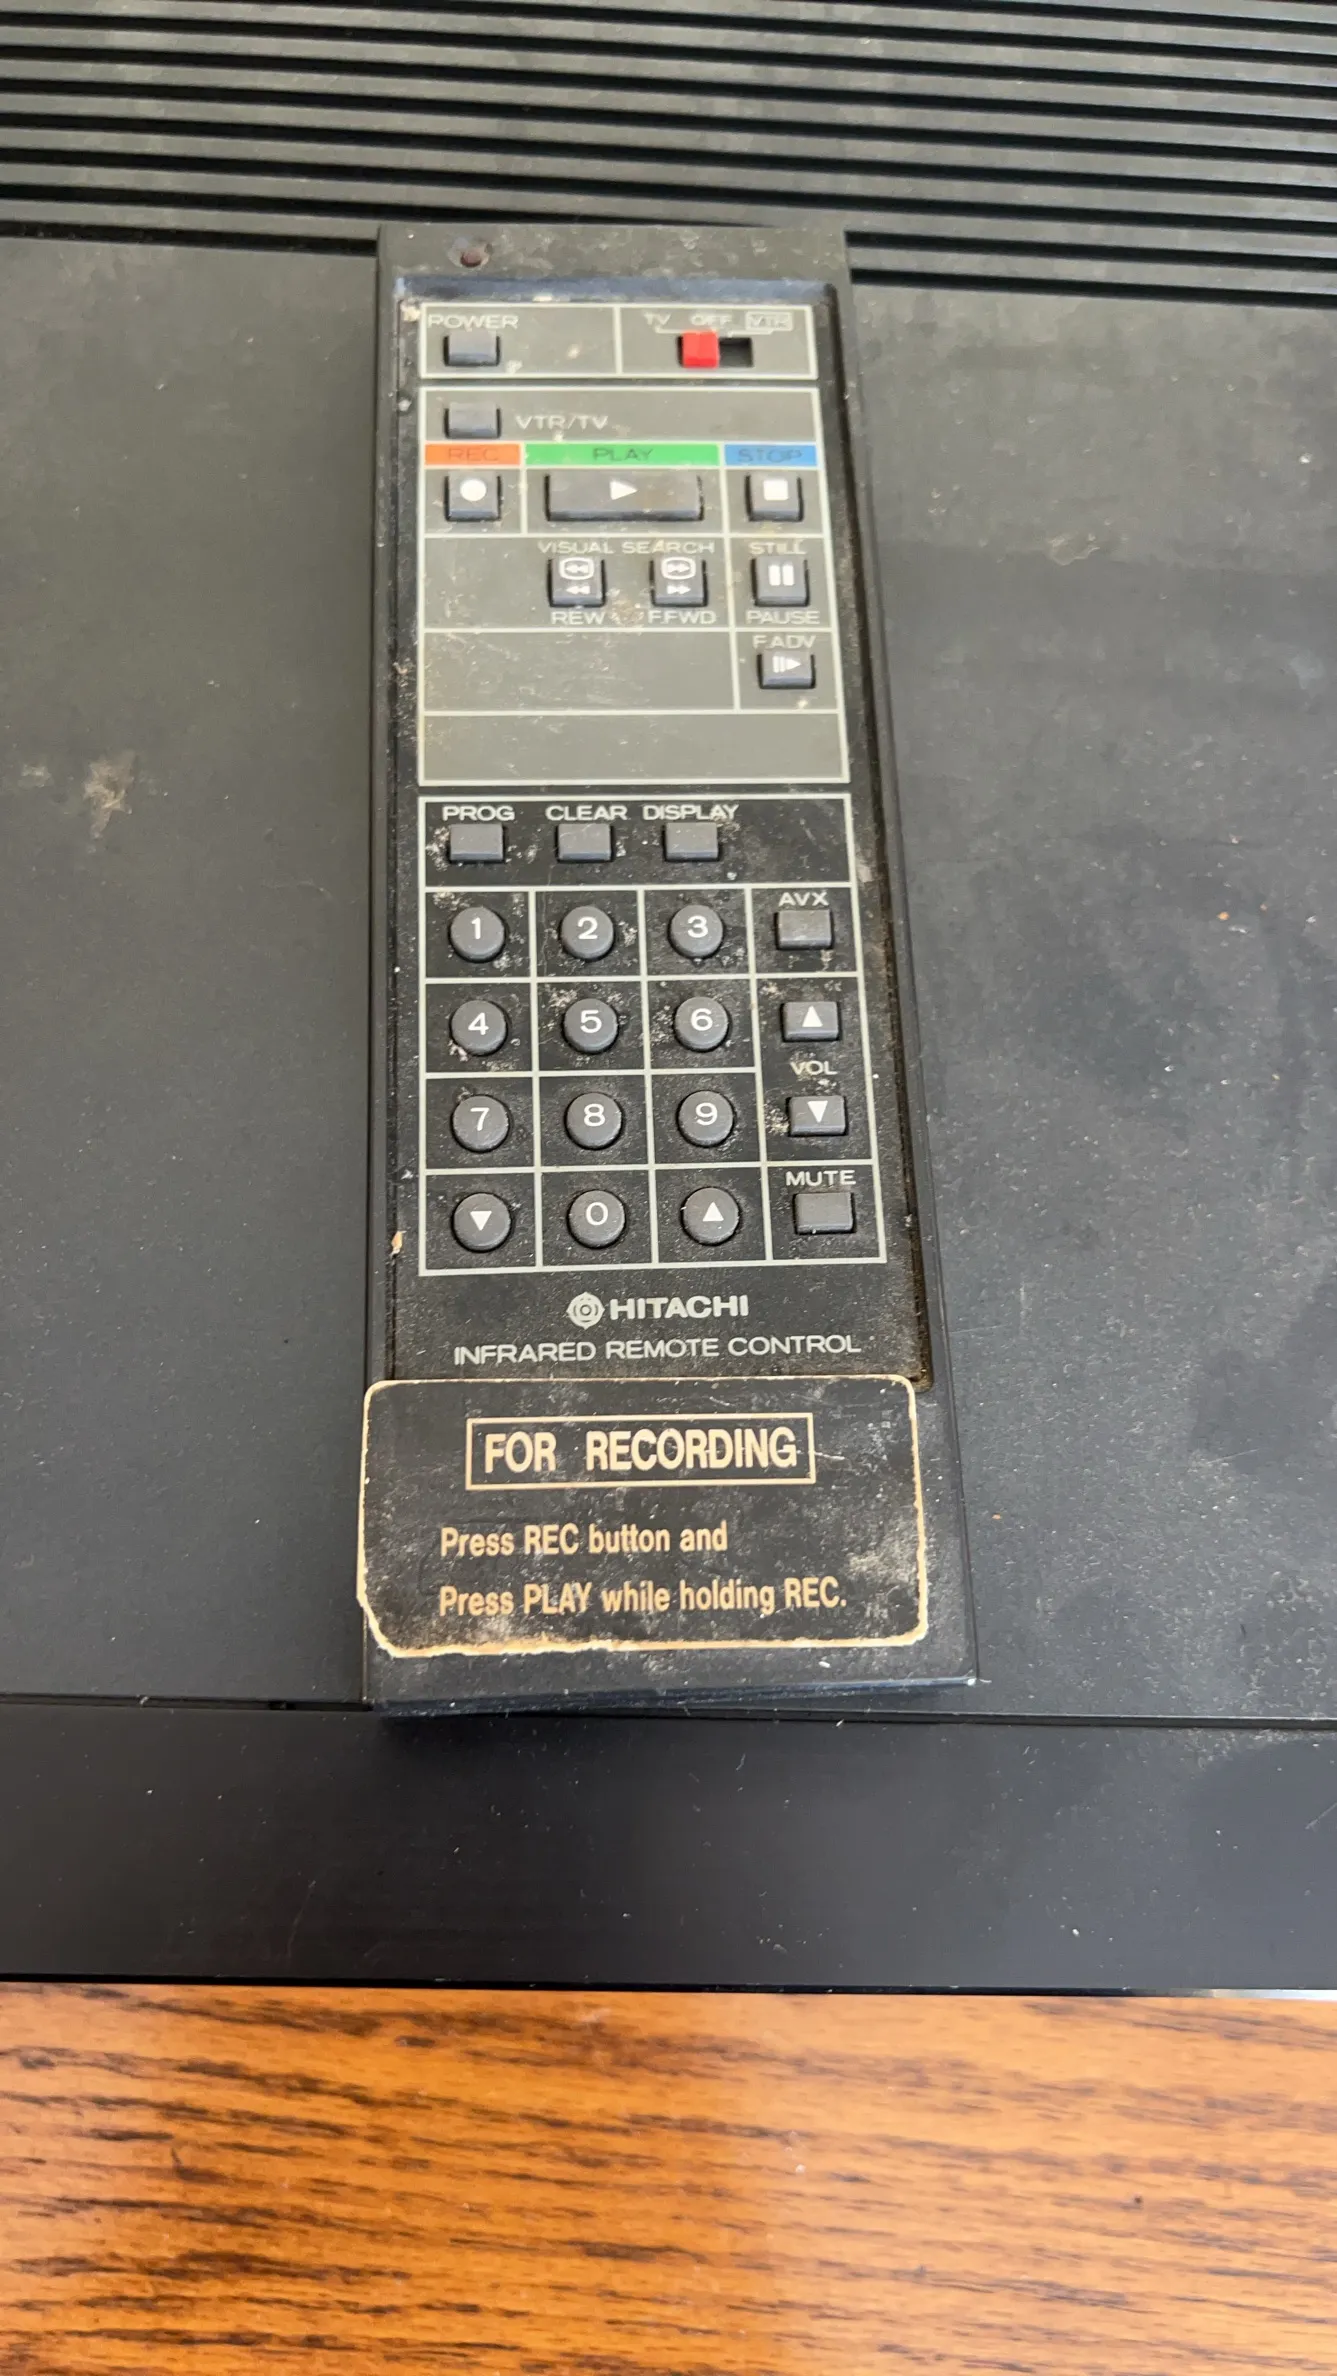 POWER
TV OFF VTR
VTR/TV
REC PLAY STOP
VISUAL SEARCH STILL
REW F.FWD PAUSE
F.ADV
PROG CLEAR DISPLAY
1 2 3 AVX
4 5 6
VOL
7 8 9
MUTE
0
HITACHI
INFRARED REMOTE CONTROL
FOR RECORDING
Press REC button and
Press PLAY while holding REC.